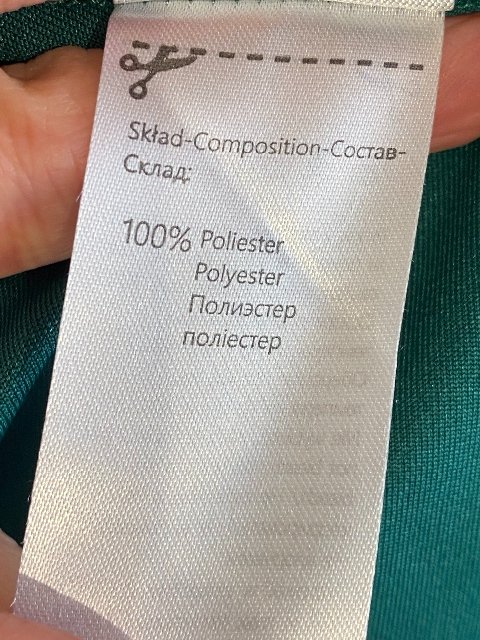 Skład-Composition-Состав-
Склад:
100% Poliester
Polyester
Полиэстер
поліестер